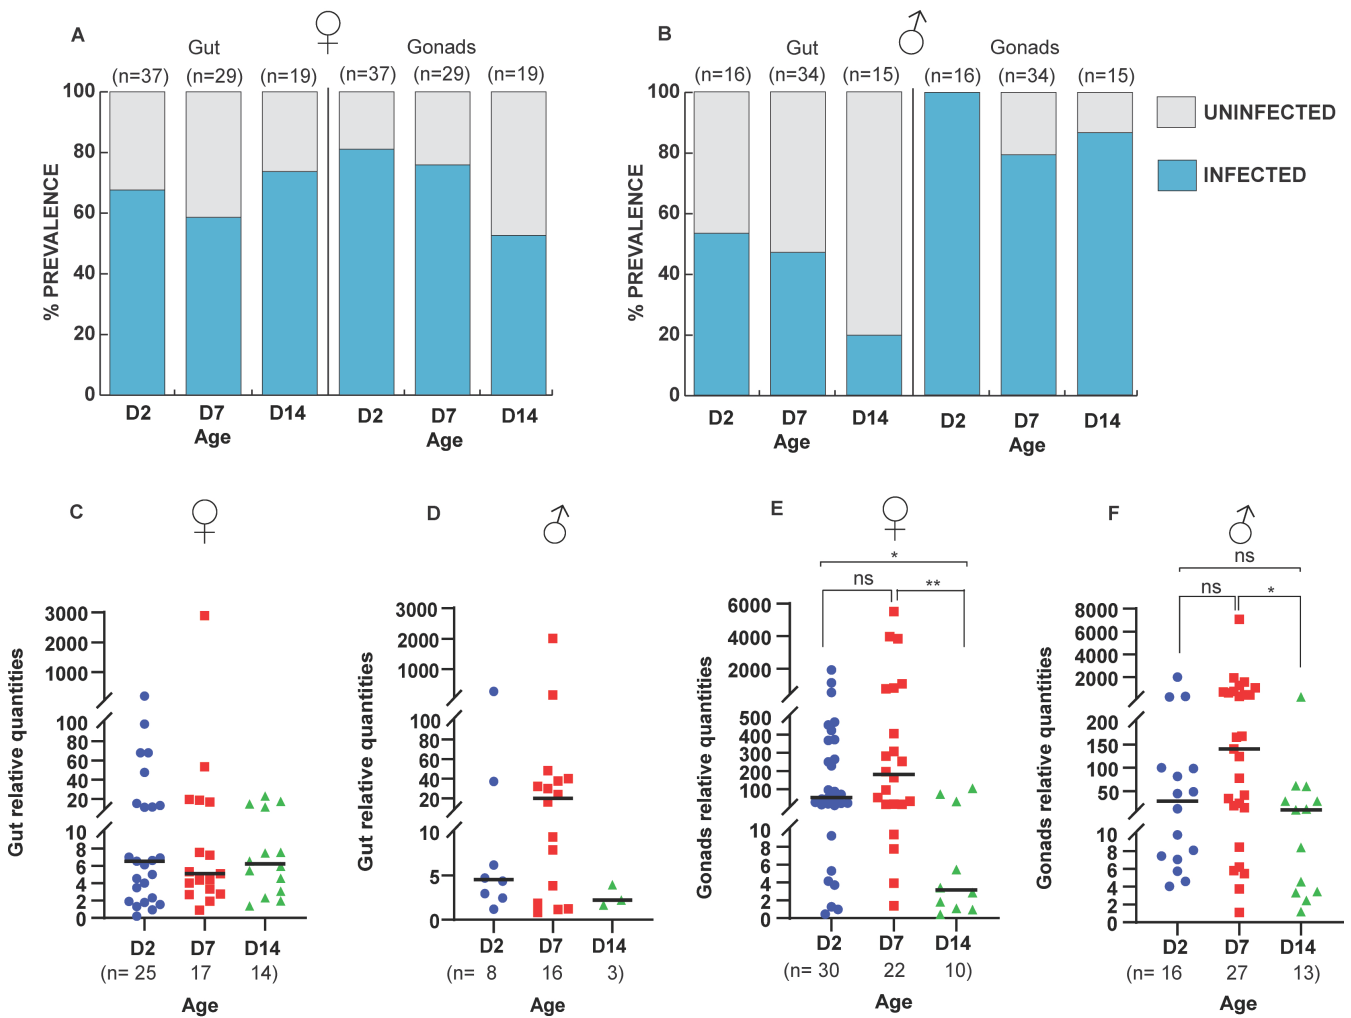 A
♀
B
♂
Gut
Gonads
Gut
Gonads
(n=37) (n=29) (n=19) (n=37) (n=29) (n=19)
(n=16) (n=34) (n=15) (n=16) (n=34) (n=15)
% PREVALENCE
100
80
60
40
20
0
D2 D7 D14 D2 D7 D14
Age Age
% PREVALENCE
100
80
60
40
20
0
D2 D7 D14 D2 D7 D14
Age Age
UNINFECTED
INFECTED
C
♀
Gut relative quantities
3000
2000
1000
100
80
60
40
20
10
8
6
4
2
0
D2 D7 D14
(n= 25 17 14)
Age
D
♂
Gut relative quantities
3000
2000
1000
100
80
60
40
20
10
5
0
D2 D7 D14
(n= 8 16 3)
Age
E
♀
*
ns **
Gonads relative quantities
6000
4000
2000
500
400
300
200
100
10
8
6
4
2
0
D2 D7 D14
(n= 30 22 10)
Age
F
♂
ns
ns *
Gonads relative quantities
8000
6000
4000
2000
200
150
100
50
10
8
6
4
2
0
D2 D7 D14
(n= 16 27 13)
Age